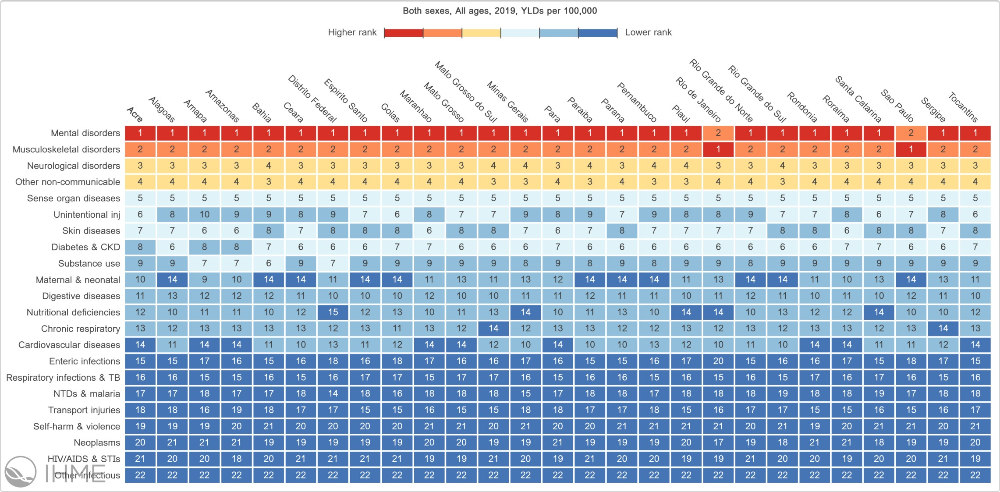 Both sexes, All ages, 2019, YLDs per 100,000
Higher rank Lower rank
Acre Alagoas Amapa Amazonas Bahia Ceara Distrito Federal Espirito Santo Goias Maranhao Mato Grosso Mato Grosso do Sul Minas Gerais Para Paraiba Parana Pernambuco Piaui Rio de Janeiro Rio Grande do Norte Rio Grande do Sul Rondonia Roraima Santa Catarina Sao Paulo Sergipe Tocantins
Mental disorders 1 1 1 1 1 1 1 1 1 1 1 1 1 1 1 1 1 1 2 1 1 1 1 1 2 1 1
Musculoskeletal disorders 2 2 2 2 2 2 2 2 2 2 2 2 2 2 2 2 2 2 1 2 2 2 2 2 1 2 2
Neurological disorders 3 3 3 3 4 3 3 3 3 3 3 4 4 3 4 3 4 4 3 3 4 3 3 3 3 3 3
Other non-communicable 4 4 4 4 3 4 4 4 4 4 4 3 3 4 3 4 3 3 4 4 3 4 4 4 4 4 4
Sense organ diseases 5 5 5 5 5 5 5 5 5 5 5 5 5 5 5 5 5 5 5 5 5 5 5 5 5 5 5
Unintentional inj 6 8 10 9 9 8 9 7 6 8 7 7 9 8 9 7 9 8 8 9 7 7 8 6 7 8 6
Skin diseases 7 7 6 6 8 7 8 8 8 6 8 8 7 6 7 8 7 7 7 7 8 8 6 8 8 7 8
Diabetes & CKD 8 6 8 8 7 6 6 6 7 7 6 6 6 7 6 6 6 6 6 6 6 6 7 7 6 6 7
Substance use 9 9 7 7 6 9 7 9 9 9 9 9 8 9 8 9 8 9 9 8 9 9 9 9 9 9 9
Maternal & neonatal 10 14 9 10 14 14 11 14 14 11 13 11 13 12 14 14 14 11 13 14 14 11 10 13 14 13 11
Digestive diseases 11 13 12 12 12 11 10 10 10 12 10 10 11 11 12 11 11 10 11 12 11 10 11 10 12 11 10
Nutritional deficiencies 12 10 11 11 10 12 15 12 13 10 11 13 14 10 11 13 10 14 14 10 13 12 12 14 10 10 12
Chronic respiratory 13 12 13 13 13 13 12 13 11 13 12 14 12 13 13 12 12 13 12 13 12 13 13 12 13 14 13
Cardiovascular diseases 14 11 14 14 11 10 13 11 12 14 14 12 10 14 10 10 13 12 10 11 10 14 14 11 11 12 14
Enteric infections 15 15 17 16 15 16 18 16 18 17 16 16 17 16 15 15 16 17 20 15 16 16 17 15 18 17 15
Respiratory infections & TB 16 16 15 15 16 15 16 17 17 15 17 17 16 15 16 16 15 16 15 16 15 17 16 17 16 15 16
NTDs & malaria 17 17 18 17 17 18 14 18 16 18 18 18 15 17 18 18 17 18 18 18 19 18 18 19 17 18 18
Transport injuries 18 18 16 19 18 17 17 15 15 16 15 15 18 18 17 17 18 15 16 17 17 15 15 16 15 16 17
Self-harm & violence 19 19 19 20 21 20 20 20 20 21 21 20 21 20 20 21 21 21 21 20 21 19 20 21 21 20 21
Neoplasms 20 21 21 21 19 19 19 19 19 20 20 19 19 21 19 19 19 20 17 19 18 21 21 18 19 19 20
HIV/AIDS & STIs 21 20 20 18 20 21 21 21 21 19 19 21 20 19 21 20 20 19 19 21 20 20 19 20 20 21 19
Other infectious 22 22 22 22 22 22 22 22 22 22 22 22 22 22 22 22 22 22 22 22 22 22 22 22 22 22 22
IHME